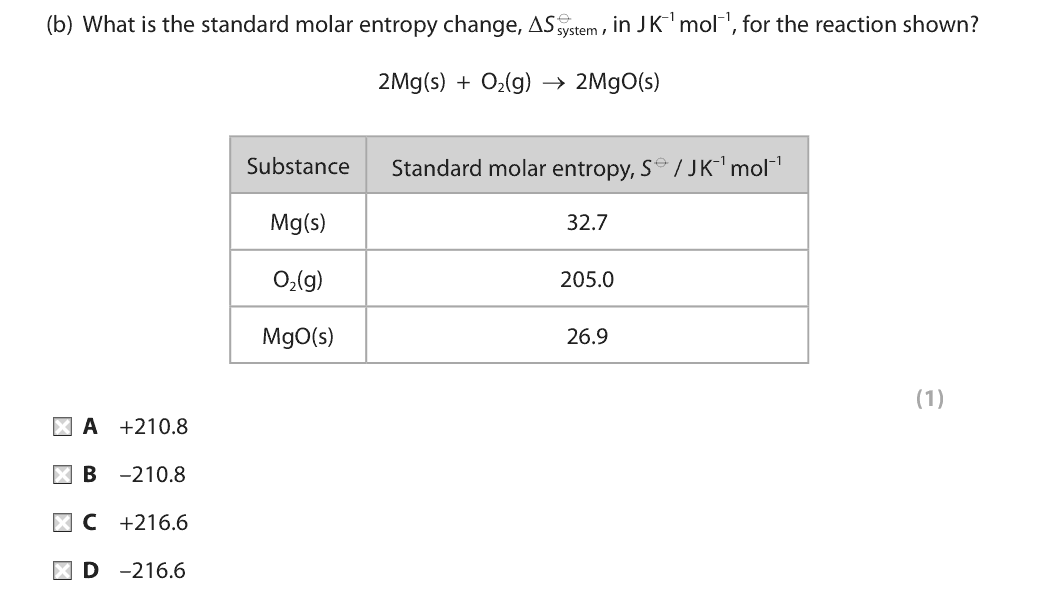 (b) What is the standard molar entropy change, ΔS⦵system, in J K⁻¹ mol⁻¹, for the reaction shown?
2Mg(s) + O₂(g) → 2MgO(s)
Substance Standard molar entropy, S⦵ / J K⁻¹ mol⁻¹
Mg(s) 32.7
O₂(g) 205.0
MgO(s) 26.9
(1)
A +210.8
B –210.8
C +216.6
D –216.6